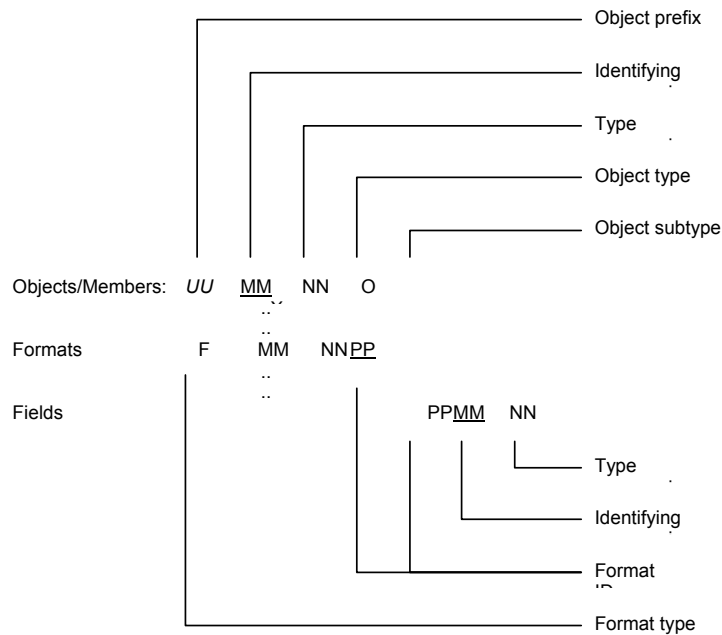 Object prefix
Identifying
Type
Object type
Object subtype
Objects/Members: UU MM NN O
Formats F MM NNPP
Fields PPMM NN
Type
Identifying
Format
Format type